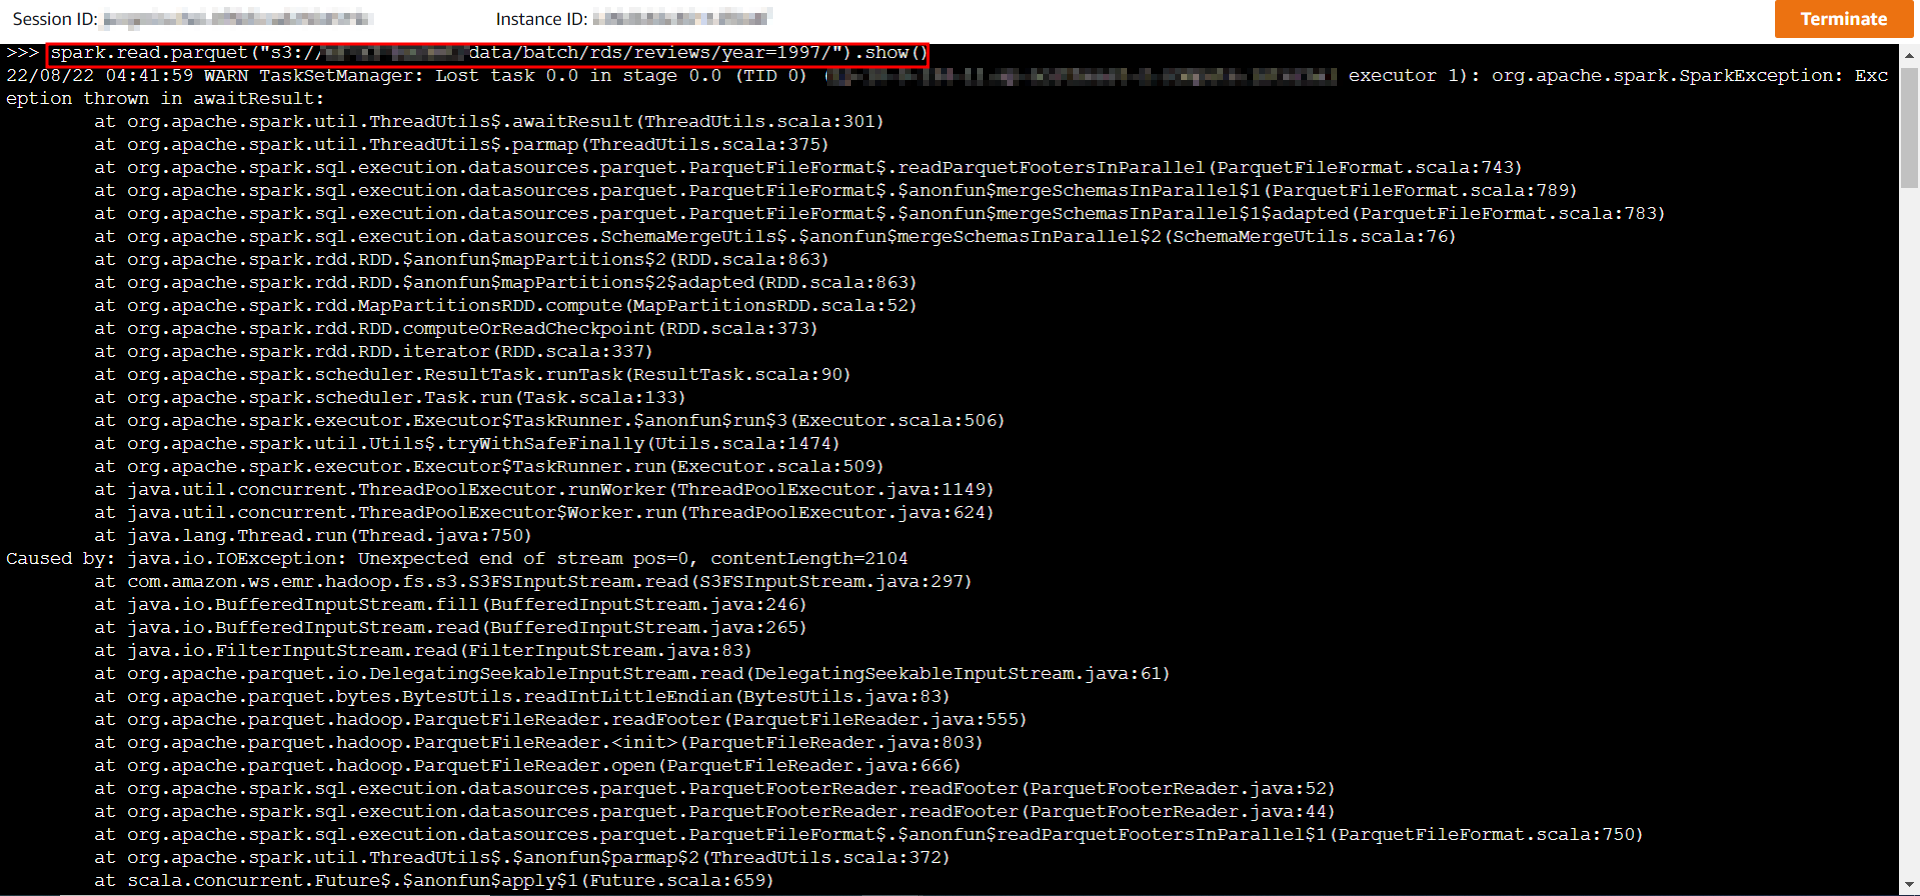 Session ID:
Instance ID:
Terminate
>>> spark.read.parquet("s3:// data/batch/rds/reviews/year=1997/").show()
22/08/22 04:41:59 WARN TaskSetManager: Lost task 0.0 in stage 0.0 (TID 0) ( executor 1): org.apache.spark.SparkException: Exc
eption thrown in awaitResult:
at org.apache.spark.util.ThreadUtils$.awaitResult(ThreadUtils.scala:301)
at org.apache.spark.util.ThreadUtils$.parmap(ThreadUtils.scala:375)
at org.apache.spark.sql.execution.datasources.parquet.ParquetFileFormat$.readParquetFootersInParallel(ParquetFileFormat.scala:743)
at org.apache.spark.sql.execution.datasources.parquet.ParquetFileFormat$.$anonfun$mergeSchemasInParallel$1(ParquetFileFormat.scala:789)
at org.apache.spark.sql.execution.datasources.parquet.ParquetFileFormat$.$anonfun$mergeSchemasInParallel$1$adapted(ParquetFileFormat.scala:783)
at org.apache.spark.sql.execution.datasources.SchemaMergeUtils$.$anonfun$mergeSchemasInParallel$2(SchemaMergeUtils.scala:76)
at org.apache.spark.rdd.RDD.$anonfun$mapPartitions$2(RDD.scala:863)
at org.apache.spark.rdd.RDD.$anonfun$mapPartitions$2$adapted(RDD.scala:863)
at org.apache.spark.rdd.MapPartitionsRDD.compute(MapPartitionsRDD.scala:52)
at org.apache.spark.rdd.RDD.computeOrReadCheckpoint(RDD.scala:373)
at org.apache.spark.rdd.RDD.iterator(RDD.scala:337)
at org.apache.spark.scheduler.ResultTask.runTask(ResultTask.scala:90)
at org.apache.spark.scheduler.Task.run(Task.scala:133)
at org.apache.spark.executor.Executor$TaskRunner.$anonfun$run$3(Executor.scala:506)
at org.apache.spark.util.Utils$.tryWithSafeFinally(Utils.scala:1474)
at org.apache.spark.executor.Executor$TaskRunner.run(Executor.scala:509)
at java.util.concurrent.ThreadPoolExecutor.runWorker(ThreadPoolExecutor.java:1149)
at java.util.concurrent.ThreadPoolExecutor$Worker.run(ThreadPoolExecutor.java:624)
at java.lang.Thread.run(Thread.java:750)
Caused by: java.io.IOException: Unexpected end of stream pos=0, contentLength=2104
at com.amazon.ws.emr.hadoop.fs.s3.S3FSInputStream.read(S3FSInputStream.java:297)
at java.io.BufferedInputStream.fill(BufferedInputStream.java:246)
at java.io.BufferedInputStream.read(BufferedInputStream.java:265)
at java.io.FilterInputStream.read(FilterInputStream.java:83)
at org.apache.parquet.io.DelegatingSeekableInputStream.read(DelegatingSeekableInputStream.java:61)
at org.apache.parquet.bytes.BytesUtils.readIntLittleEndian(BytesUtils.java:83)
at org.apache.parquet.hadoop.ParquetFileReader.readFooter(ParquetFileReader.java:555)
at org.apache.parquet.hadoop.ParquetFileReader.<init>(ParquetFileReader.java:803)
at org.apache.parquet.hadoop.ParquetFileReader.open(ParquetFileReader.java:666)
at org.apache.spark.sql.execution.datasources.parquet.ParquetFooterReader.readFooter(ParquetFooterReader.java:52)
at org.apache.spark.sql.execution.datasources.parquet.ParquetFooterReader.readFooter(ParquetFooterReader.java:44)
at org.apache.spark.sql.execution.datasources.parquet.ParquetFileFormat$.$anonfun$readParquetFootersInParallel$1(ParquetFileFormat.scala:750)
at org.apache.spark.util.ThreadUtils$.$anonfun$parmap$2(ThreadUtils.scala:372)
at scala.concurrent.Future$.$anonfun$apply$1(Future.scala:659)